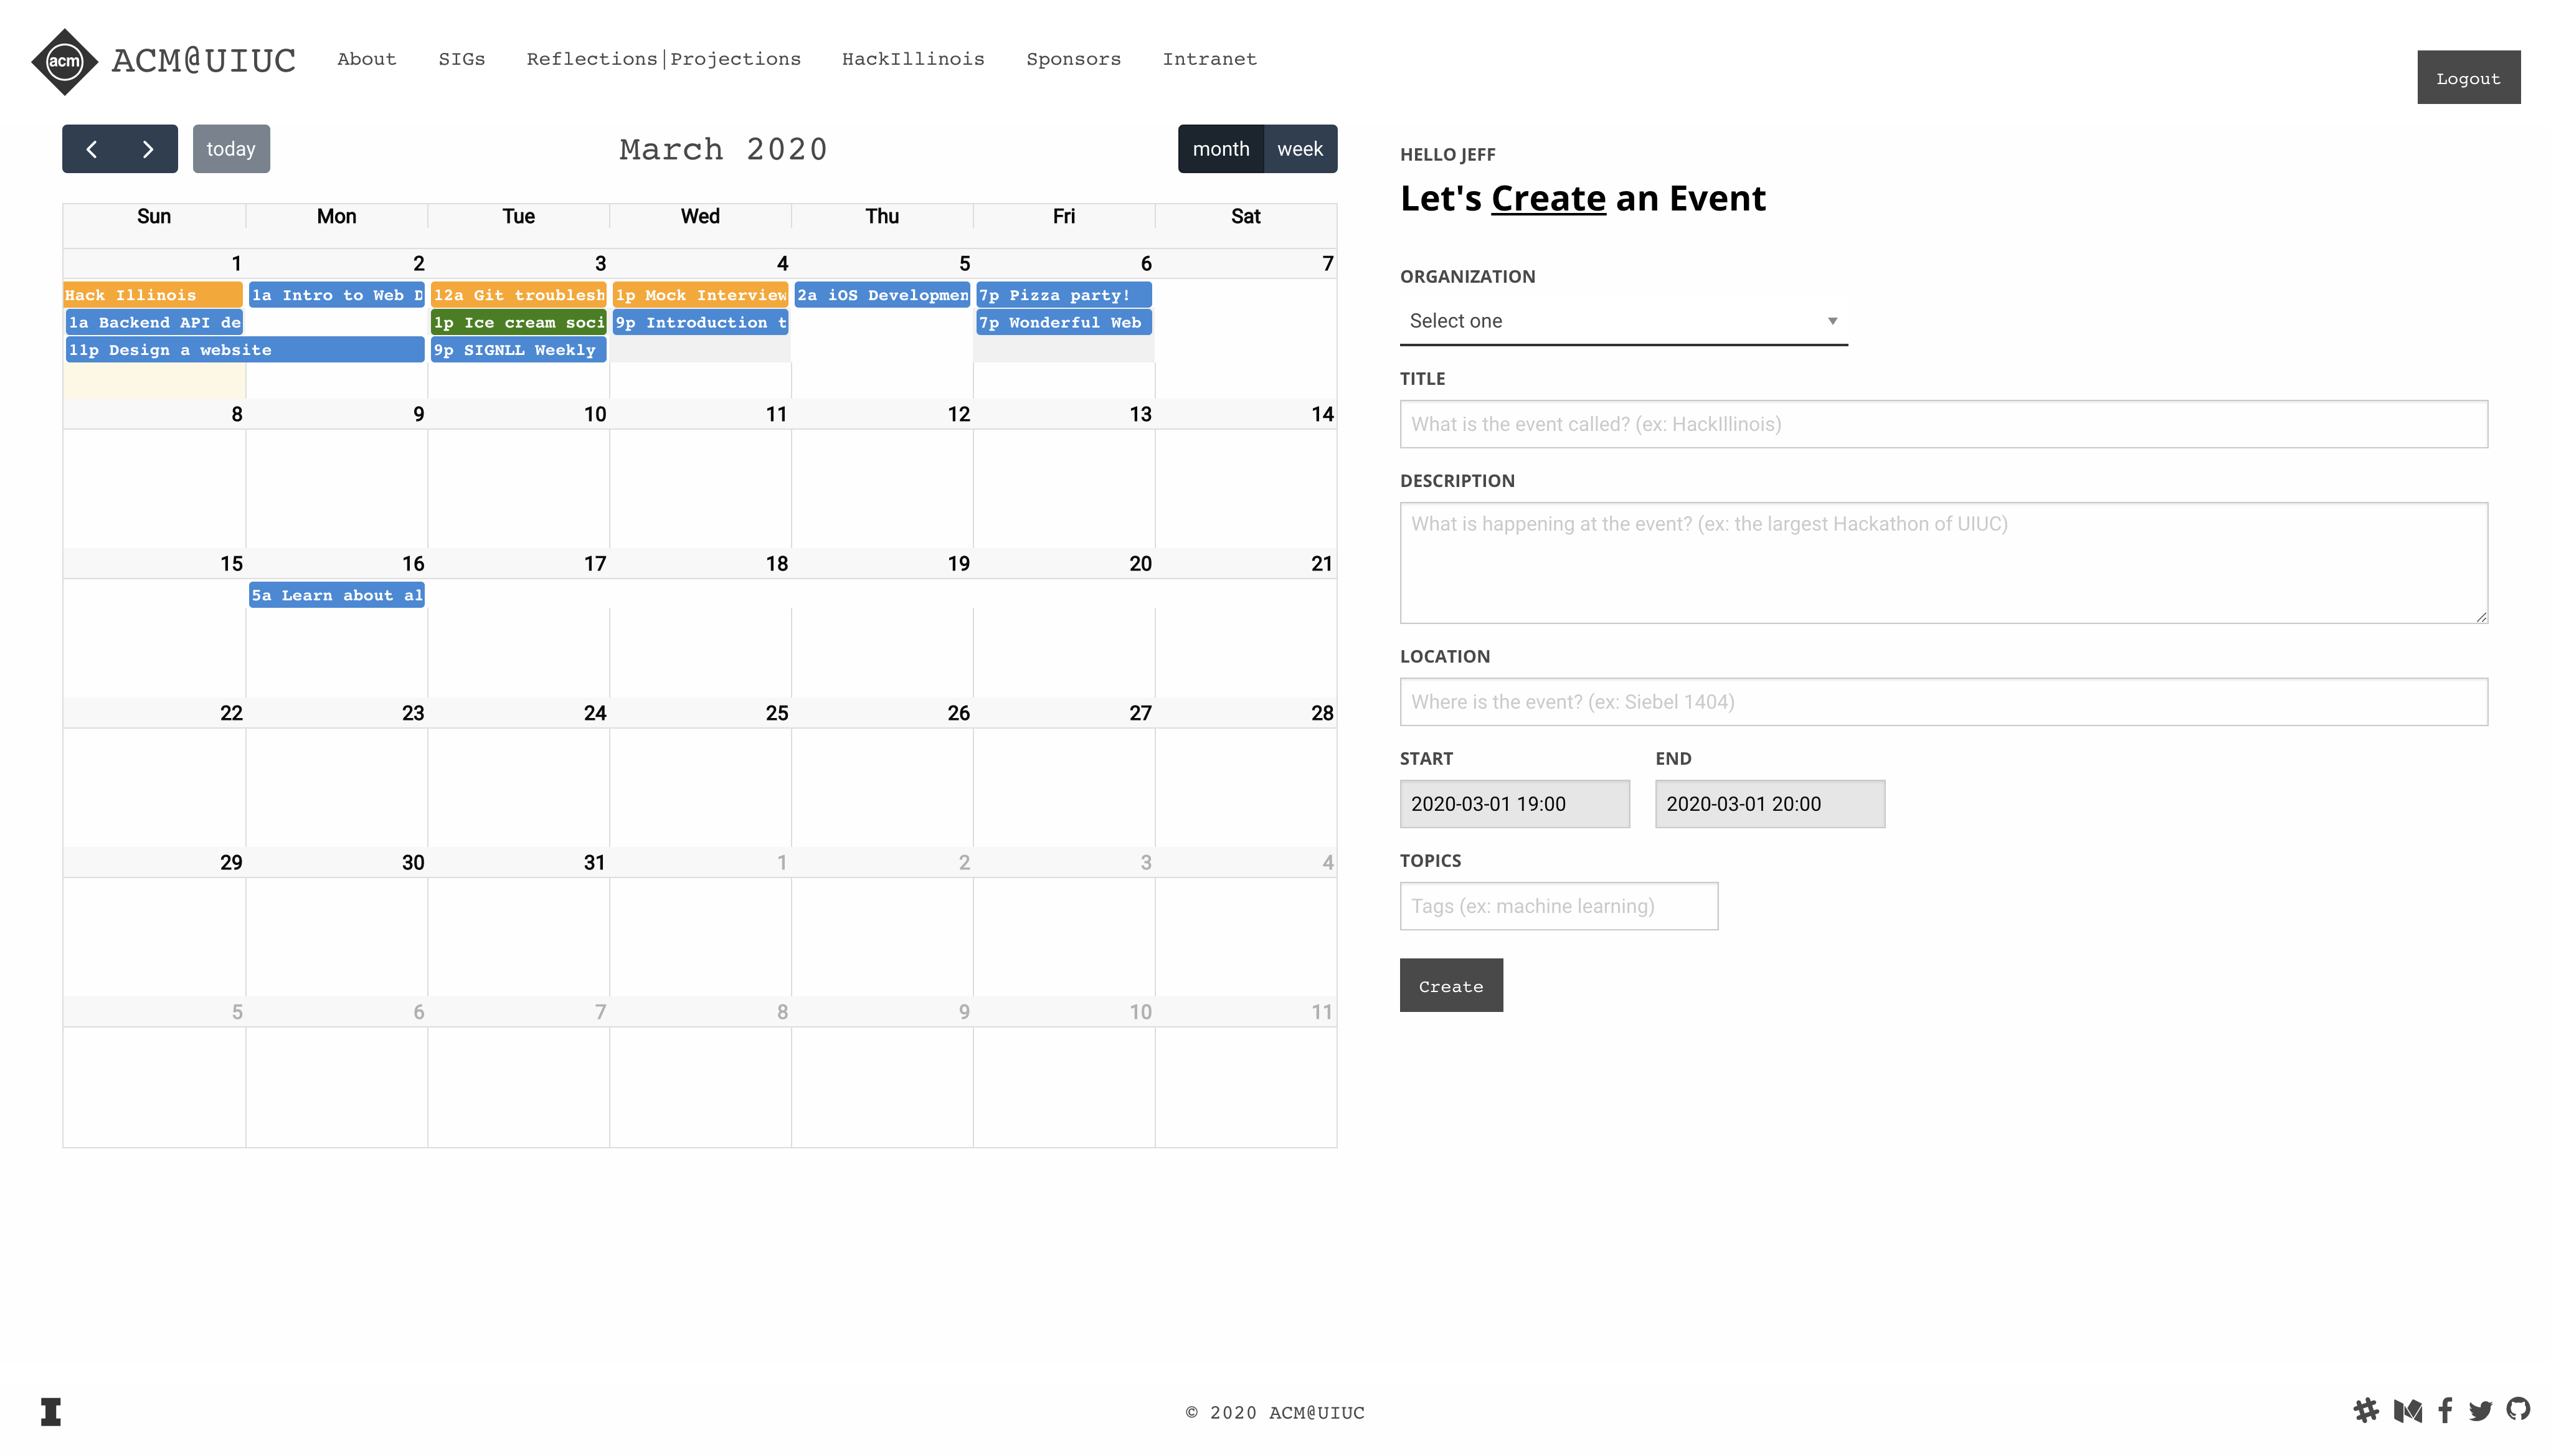 acm
ACM@UIUC
About
SIGs
Reflections|Projections
HackIllinois
Sponsors
Intranet
Logout
today
March 2020
month
week
Sun Mon Tue Wed Thu Fri Sat
1 2 3 4 5 6 7
Hack Illinois
1a Intro to Web D
12a Git troublesh
1p Mock Interview
2a iOS Developmen
7p Pizza party!
1a Backend API de
1p Ice cream soci
9p Introduction t
7p Wonderful Web
11p Design a website
9p SIGNLL Weekly
8 9 10 11 12 13 14
15 16 17 18 19 20 21
5a Learn about al
22 23 24 25 26 27 28
29 30 31 1 2 3 4
5 6 7 8 9 10 11
HELLO JEFF
Let's Create an Event
ORGANIZATION
Select one
TITLE
What is the event called? (ex: HackIllinois)
DESCRIPTION
What is happening at the event? (ex: the largest Hackathon of UIUC)
LOCATION
Where is the event? (ex: Siebel 1404)
START
END
2020-03-01 19:00
2020-03-01 20:00
TOPICS
Tags (ex: machine learning)
Create
© 2020 ACM@UIUC